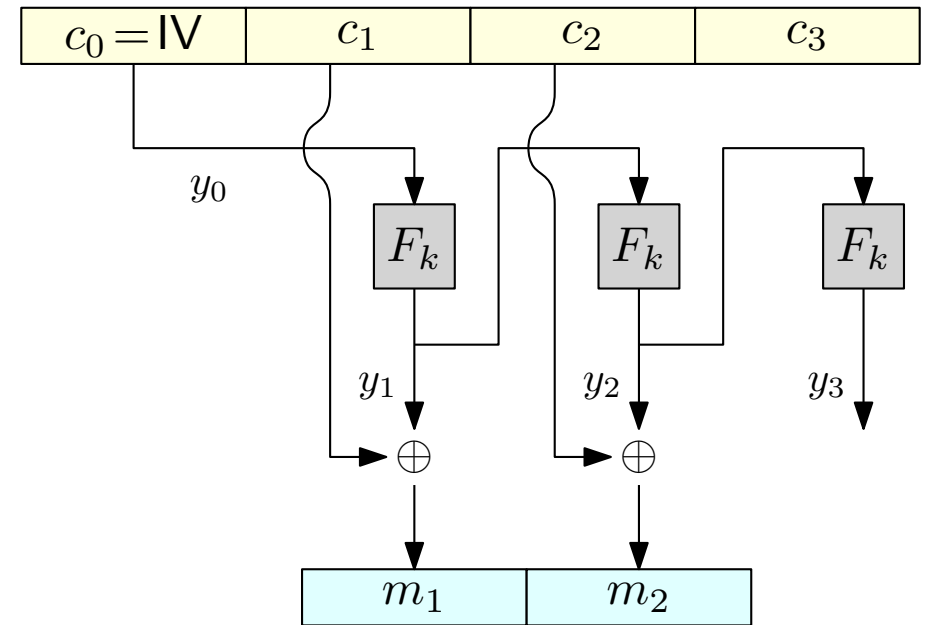 c₀ = IV c₁ c₂ c₃
y₀
Fₖ Fₖ Fₖ
y₁ y₂ y₃
⊕ ⊕
m₁ m₂